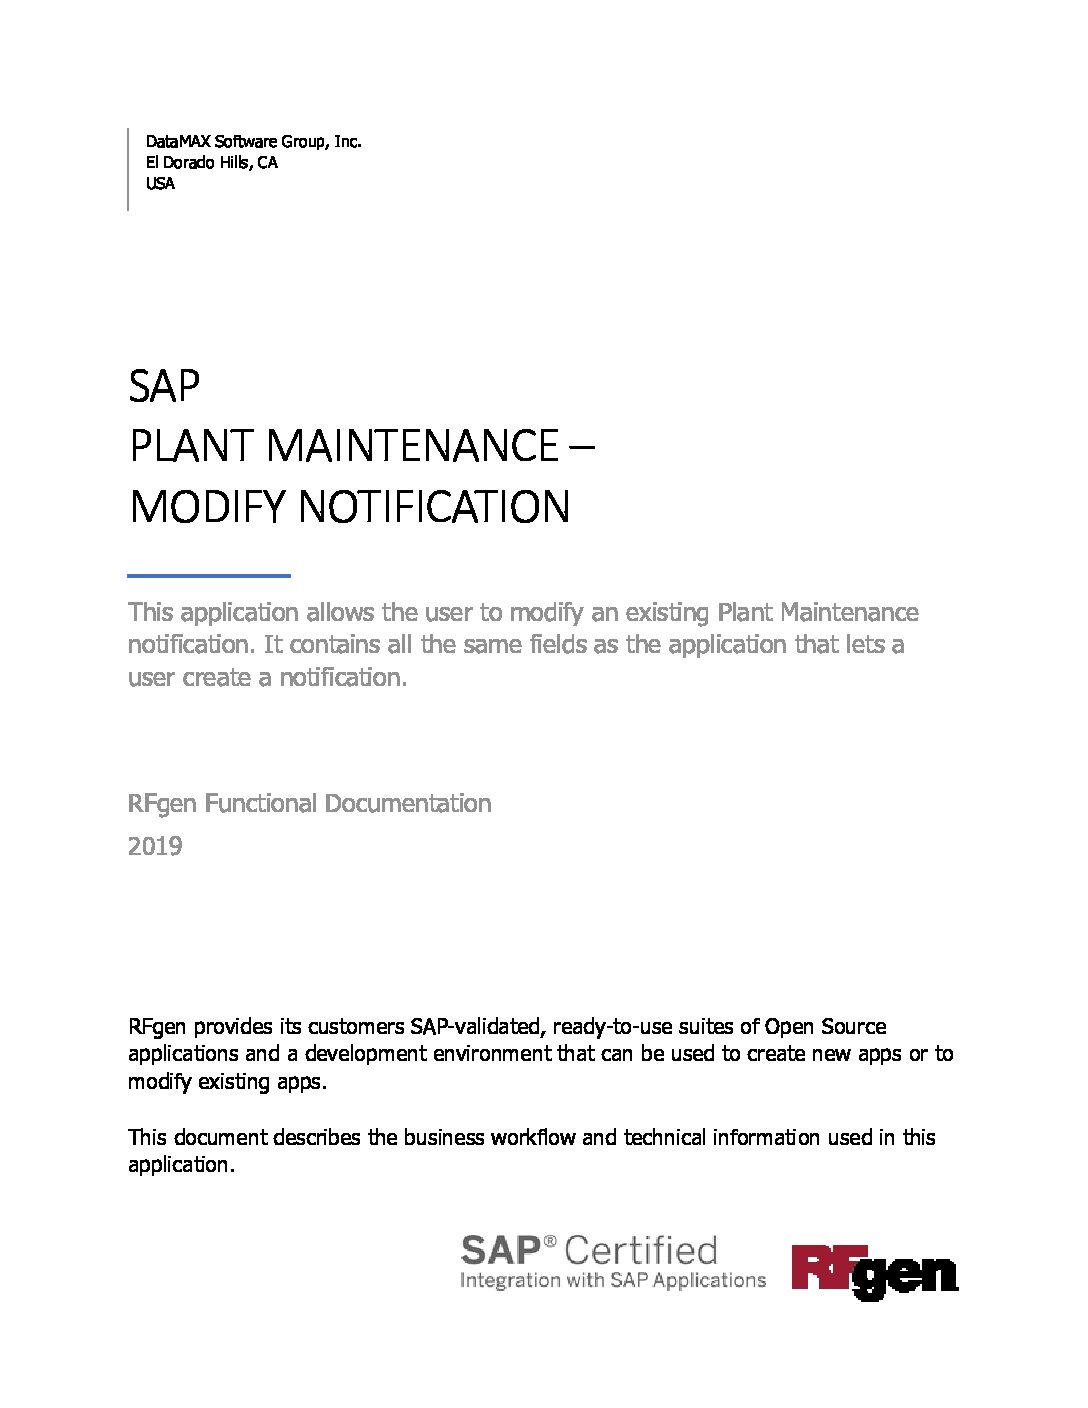 DataMAX Software Group, Inc.
El Dorado Hills, CA
USA
SAP
PLANT MAINTENANCE –
MODIFY NOTIFICATION
This application allows the user to modify an existing Plant Maintenance
notification. It contains all the same fields as the application that lets a
user create a notification.
RFgen Functional Documentation
2019
RFgen provides its customers SAP-validated, ready-to-use suites of Open Source
applications and a development environment that can be used to create new apps or to
modify existing apps.
This document describes the business workflow and technical information used in this
application.
SAP® Certified
Integration with SAP Applications
RFgen